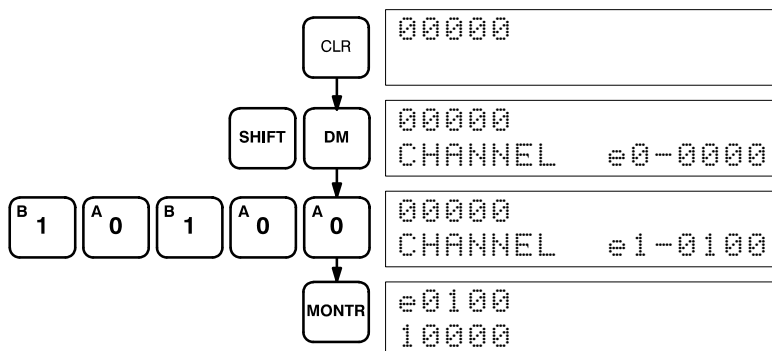 CLR
00000
SHIFT DM
00000
CHANNEL e0-0000
B 1 A 0 B 1 A 0 A 0
00000
CHANNEL e1-0100
MONTR
e0100
10000